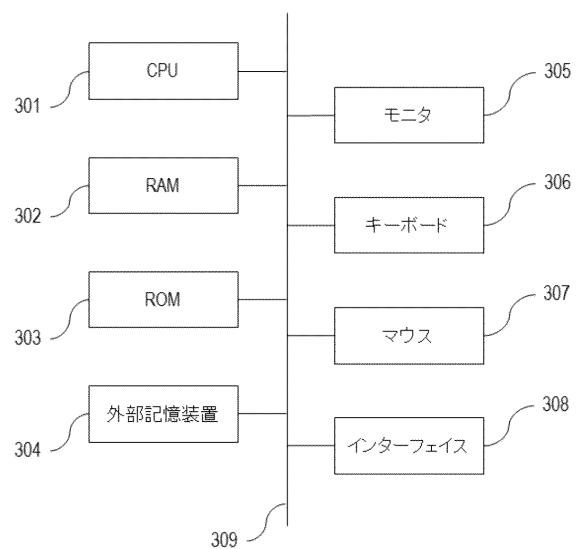 CPU
301
RAM
302
ROM
303
外部記憶装置
304
305
モニタ
306
キーボード
307
マウス
308
インターフェイス
309